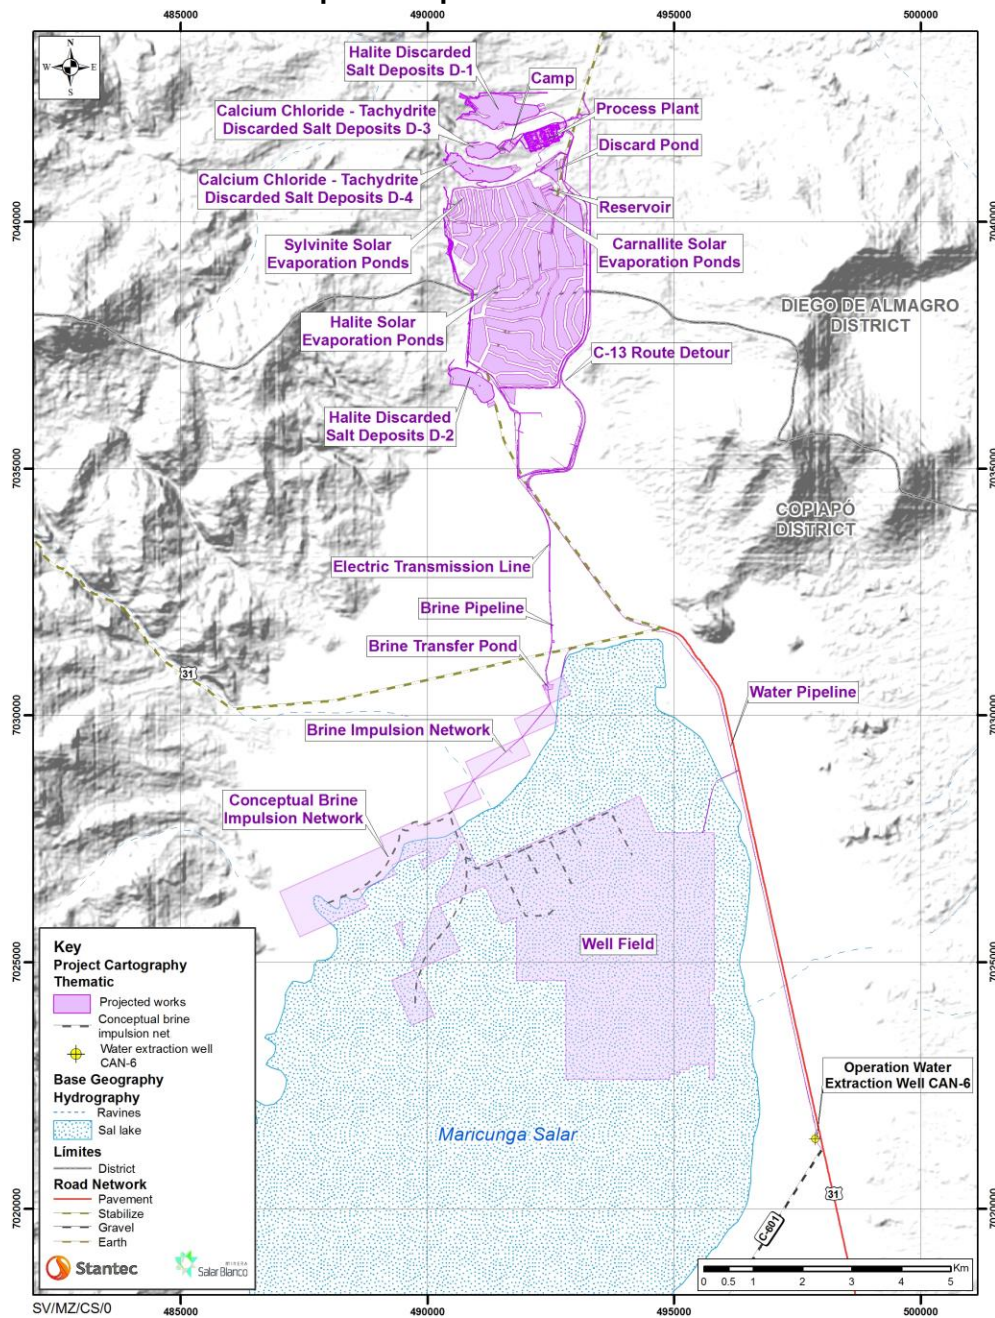 485000
490000
495000
500000
N
W
E
S
Halite Discarded
Salt Deposits D-1
Camp
Calcium Chloride - Tachydrite
Discarded Salt Deposits D-3
Process Plant
Discard Pond
Calcium Chloride - Tachydrite
Discarded Salt Deposits D-4
Reservoir
7040000
7040000
Sylvinite Solar
Evaporation Ponds
Carnallite Solar
Evaporation Ponds
DIEGO DE ALMAGRO
DISTRICT
Halite Solar
Evaporation Ponds
C-13 Route Detour
Halite Discarded
Salt Deposits D-2
7035000
7035000
COPIAPÓ
DISTRICT
Electric Transmission Line
Brine Pipeline
Brine Transfer Pond
31
Water Pipeline
7030000
7030000
Brine Impulsion Network
Conceptual Brine
Impulsion Network
Well Field
7025000
7025000
Key
Project Cartography
Thematic
Projected works
Conceptual brine
impulsion net
Water extraction well
CAN-6
Base Geography
Hydrography
Ravines
Sal lake
Límites
District
Road Network
Pavement
Stabilize
Gravel
Earth
Stantec
MINERA
Salar Blanco
Operation Water
Extraction Well CAN-6
Maricunga Salar
31
C-601
7020000
7020000
Km
0 0.5 1 2 3 4 5
SV/MZ/CS/0
485000
490000
495000
500000